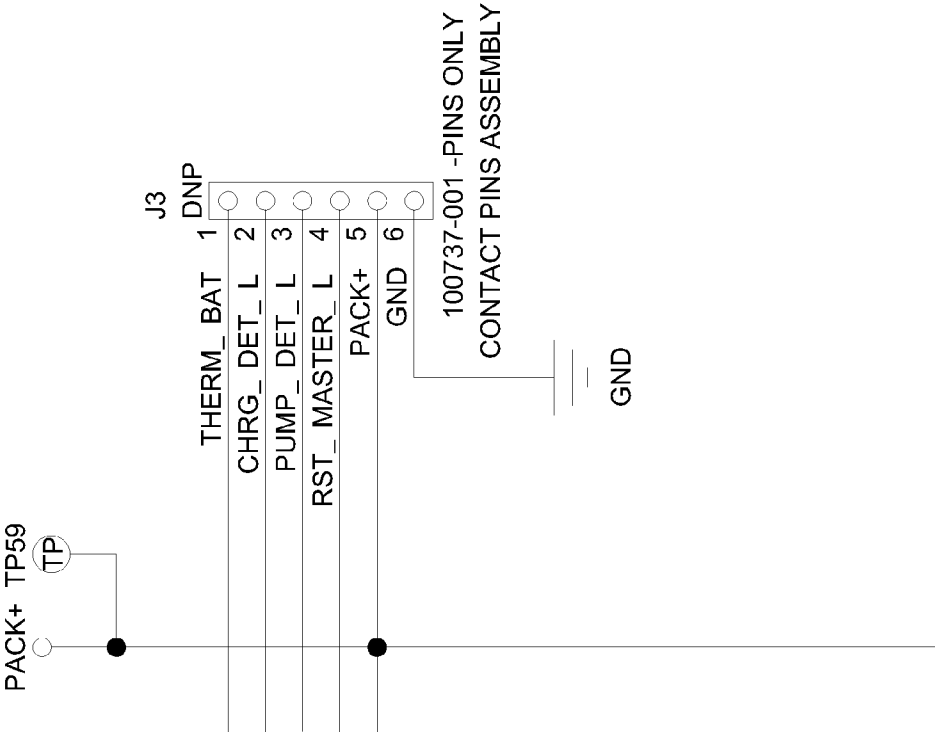 J3
DNP
1
2
3
4
5
6
THERM_ BAT
CHRG_ DET_ L
PUMP_ DET_ L
RST_ MASTER_ L
PACK+
GND
100737-001 -PINS ONLY
CONTACT PINS ASSEMBLY
GND
PACK+ TP59
TP